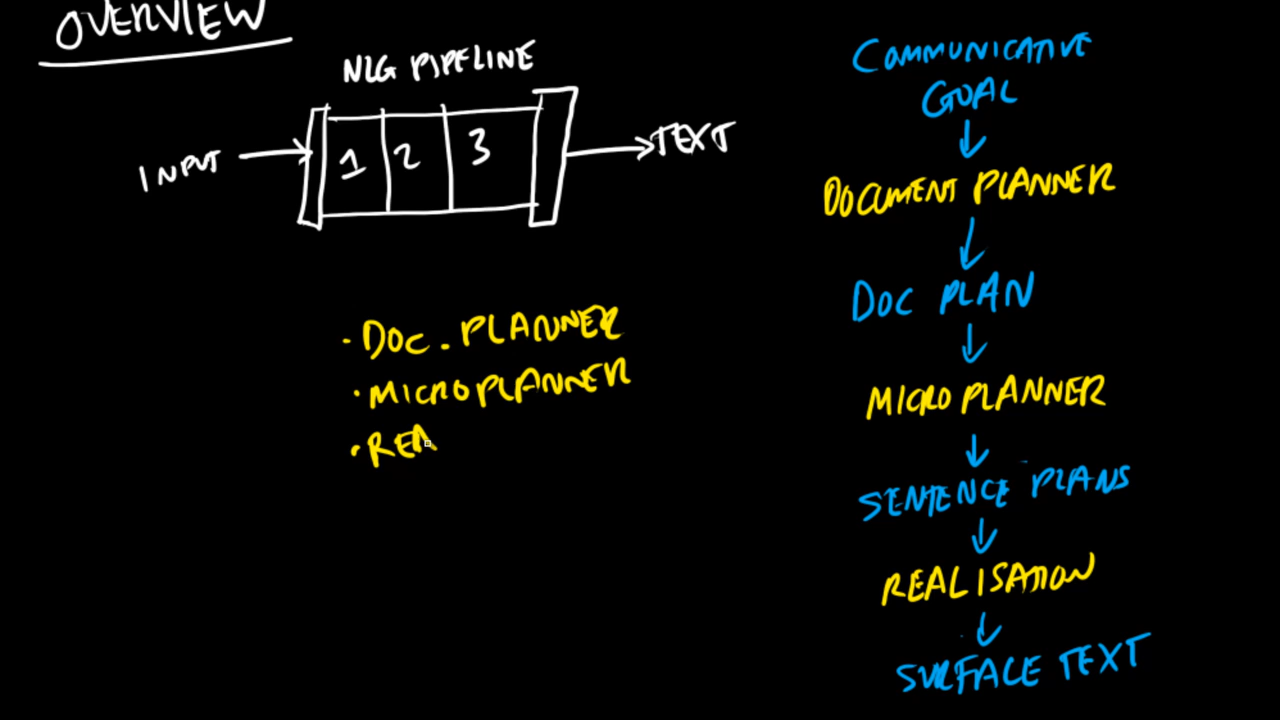 OVERVIEW
NLG PIPELINE
INPUT
1 2 3
TEXT
• DOC. PLANNER
• MICROPLANNER
• REA
COMMUNICATIVE
GOAL
DOCUMENT PLANNER
DOC PLAN
MICRO PLANNER
SENTENCE PLANS
REALISATION
SURFACE TEXT